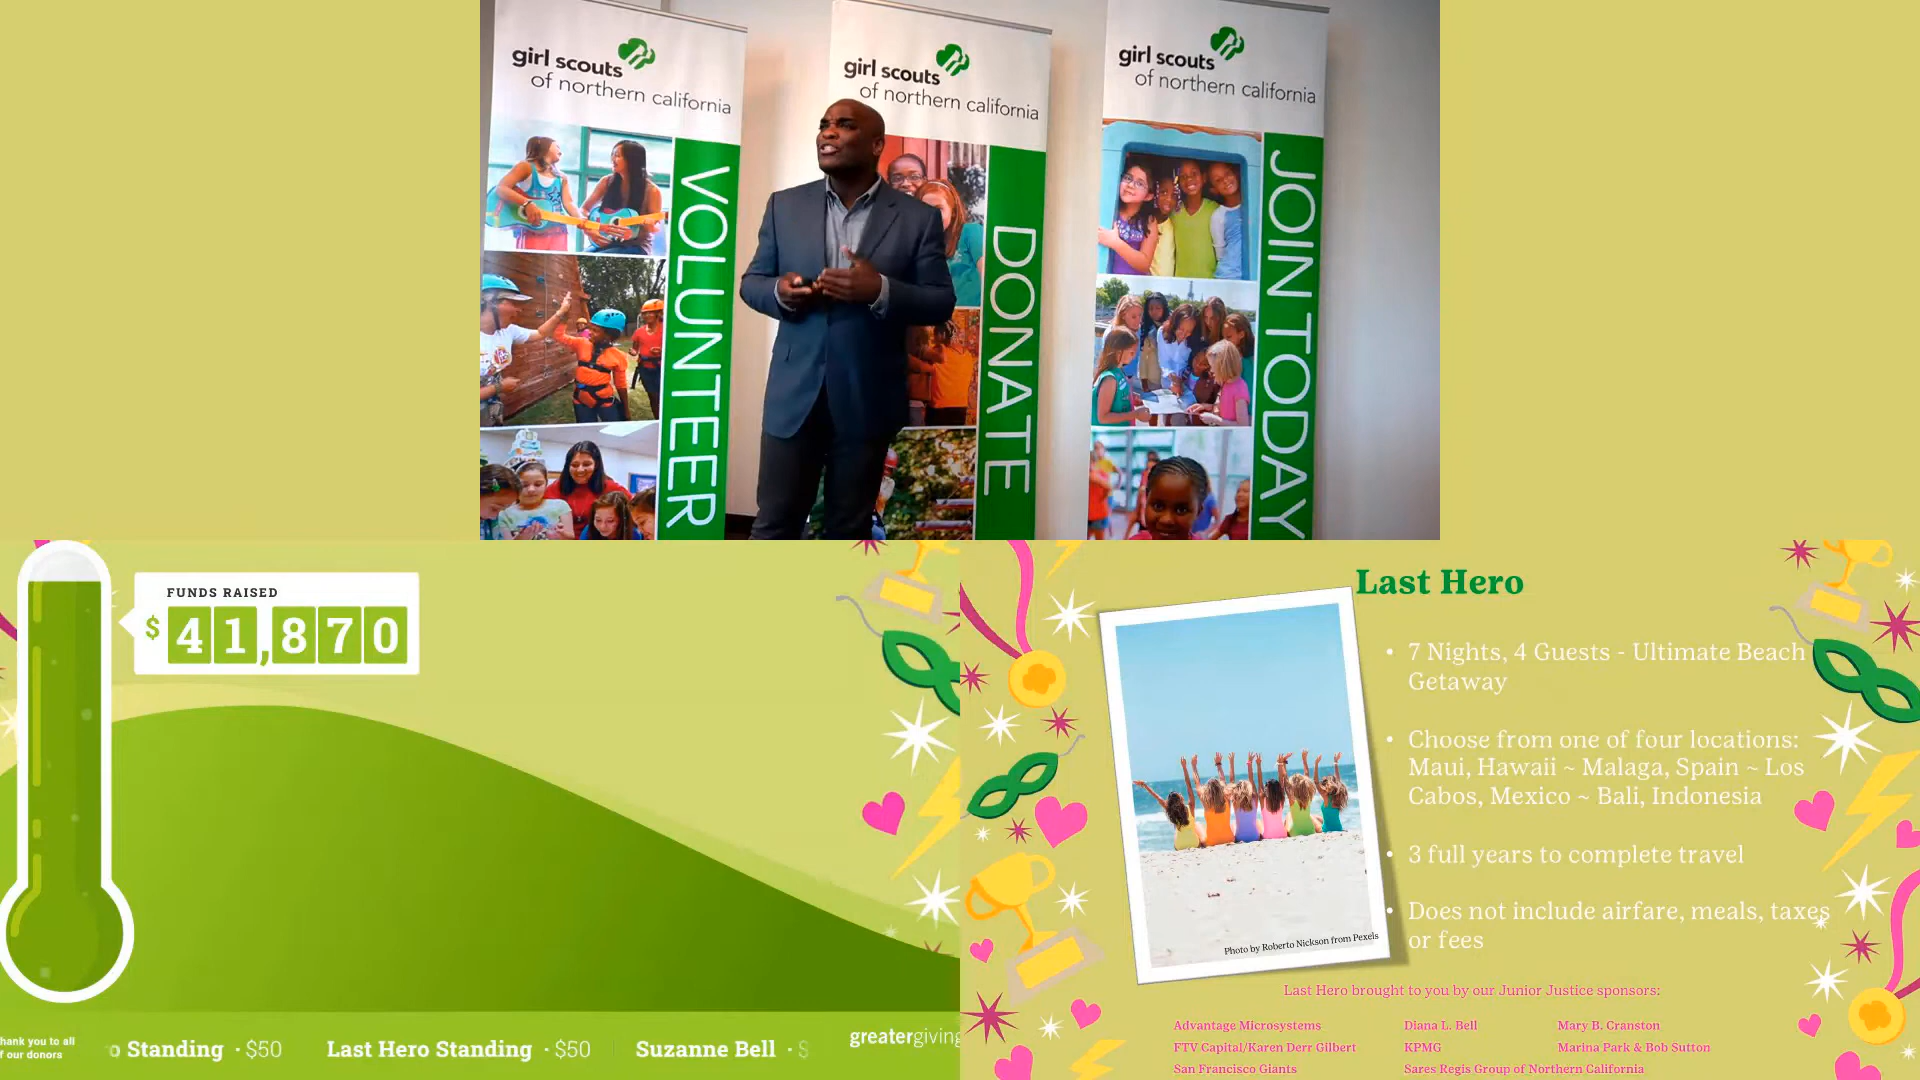 girl scouts
of northern california
VOLUNTEER
girl scouts
of northern california
DONATE
girl scouts
of northern california
JOIN TODAY
FUNDS RAISED
$41,870
hank you to all
f our donors
o Standing · $50
Last Hero Standing · $50
Suzanne Bell · $
greatergiving
Last Hero
• 7 Nights, 4 Guests - Ultimate Beach
Getaway
• Choose from one of four locations:
Maui, Hawaii ~ Malaga, Spain ~ Los
Cabos, Mexico ~ Bali, Indonesia
• 3 full years to complete travel
• Does not include airfare, meals, taxes
or fees
Photo by Roberto Nickson from Pexels
Last Hero brought to you by our Junior Justice sponsors:
Advantage Microsystems
Diana L. Bell
Mary B. Cranston
FTV Capital/Karen Derr Gilbert
KPMG
Marina Park & Bob Sutton
San Francisco Giants
Sares Regis Group of Northern California